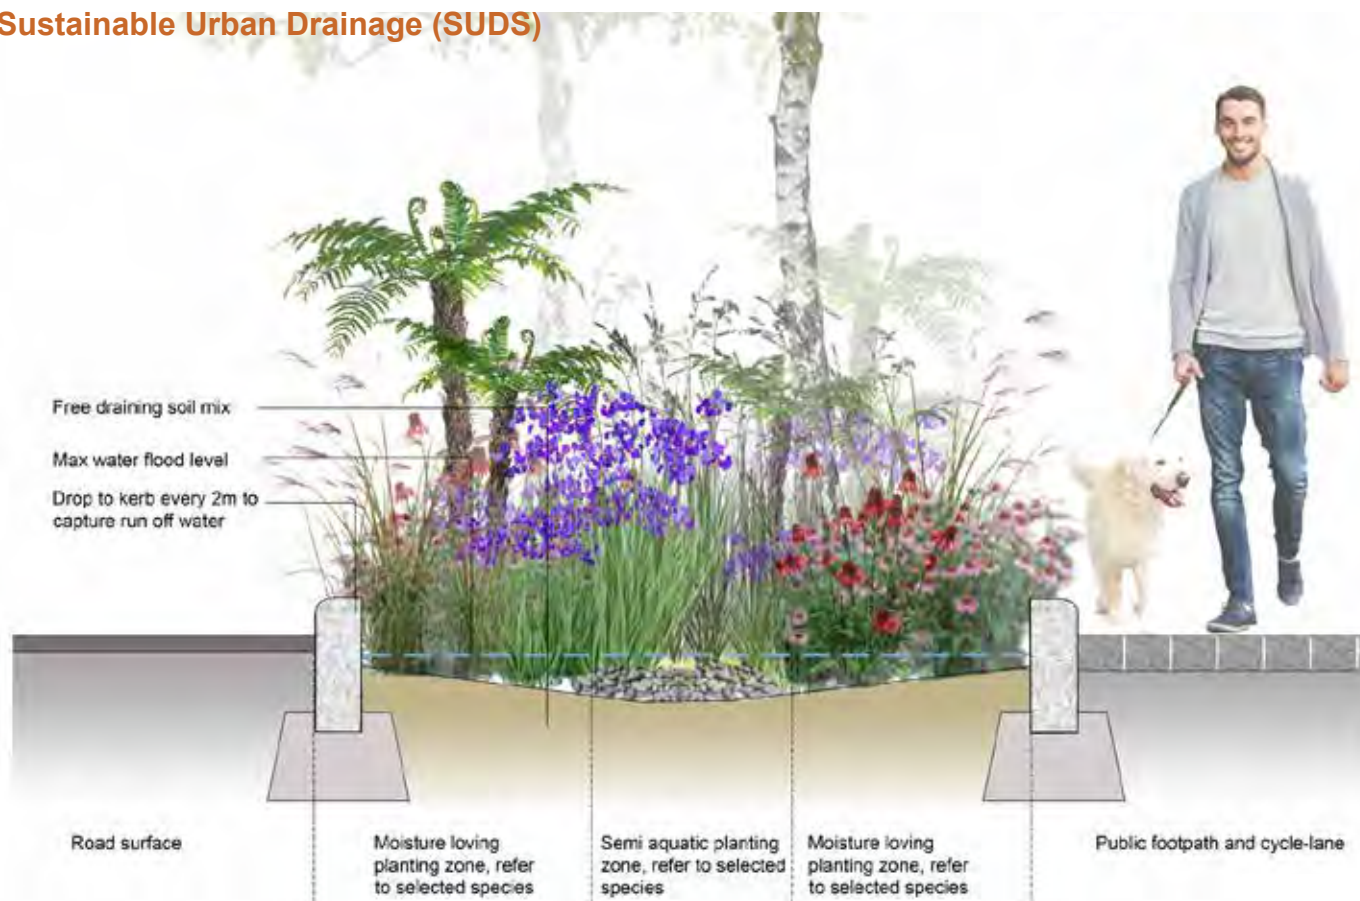 Sustainable Urban Drainage (SUDS)
Free draining soil mix
Max water flood level
Drop to kerb every 2m to
capture run off water
Road surface
Moisture loving
planting zone, refer
to selected species
Semi aquatic planting
zone, refer to selected
species
Moisture loving
planting zone, refer
to selected species
Public footpath and cycle-lane